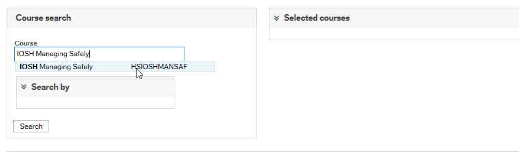 Course search
Selected courses
Course
IOSH Managing Safely
IOSH Managing Safely HSIOSHMANSAF
Search by
Search